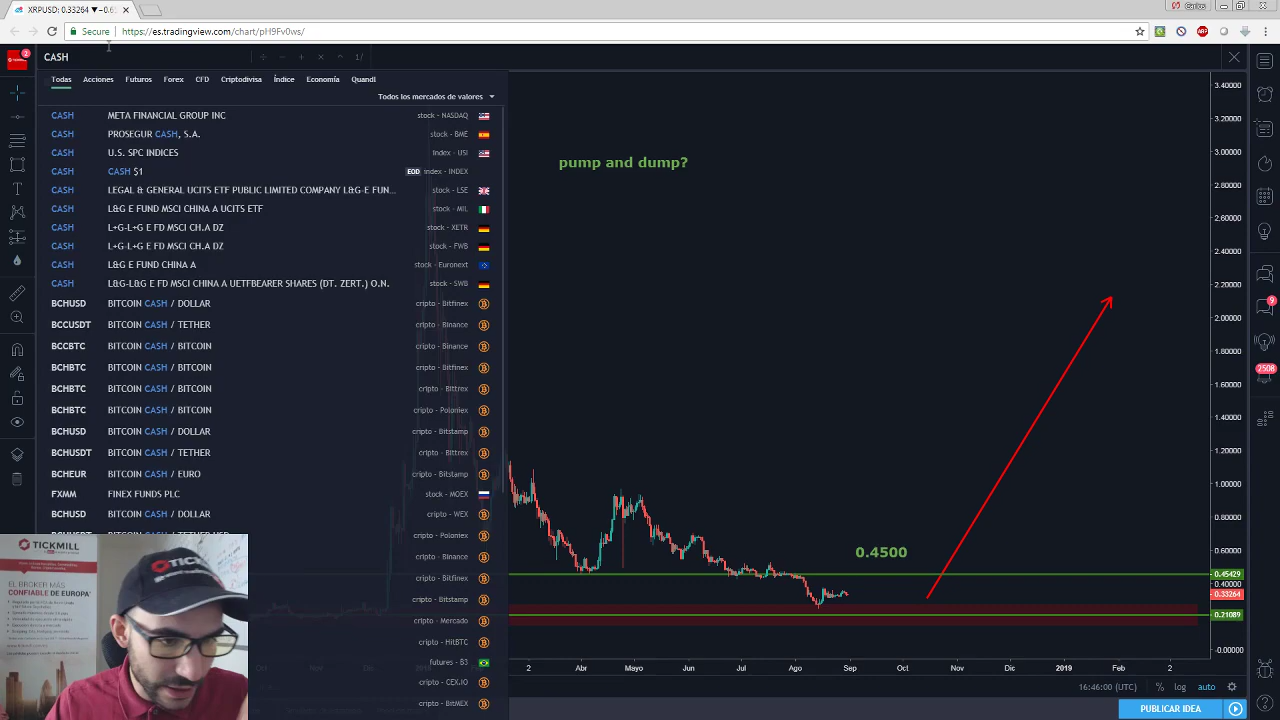 XRPUSD: 0.33264 ▼ −0.6
Gentor
Secure
https://es.tradingview.com/chart/pH9Fv0ws/
2
CASH
1/
Todas Acciones Futuros Forex CFD Criptodivisa Índice Economía Quandl
Todos los mercados de valores
CASH META FINANCIAL GROUP INC stock - NASDAQ
CASH PROSEGUR CASH, S.A. stock - BME
CASH U.S. SPC INDICES index - USI
CASH CASH $1 EOD index - INDEX
CASH LEGAL & GENERAL UCITS ETF PUBLIC LIMITED COMPANY L&G-E FUN... stock - LSE
CASH L&G E FUND MSCI CHINA A UCITS ETF stock - MIL
CASH L+G-L+G E FD MSCI CH.A DZ stock - XETR
CASH L+G-L+G E FD MSCI CH.A DZ stock - FWB
CASH L&G E FUND CHINA A stock - Euronext
CASH L&G-L&G E FD MSCI CHINA A UETFBEARER SHARES (DT. ZERT.) O.N. stock - SWB
BCHUSD BITCOIN CASH / DOLLAR cripto - Bitfinex
BCCUSDT BITCOIN CASH / TETHER cripto - Binance
BCCBTC BITCOIN CASH / BITCOIN cripto - Binance
BCHBTC BITCOIN CASH / BITCOIN cripto - Bitfinex
BCHBTC BITCOIN CASH / BITCOIN cripto - Bittrex
BCHBTC BITCOIN CASH / BITCOIN cripto - Poloniex
BCHUSD BITCOIN CASH / DOLLAR cripto - Bitstamp
BCHUSDT BITCOIN CASH / TETHER cripto - Bittrex
BCHEUR BITCOIN CASH / EURO cripto - Bitstamp
FXMM FINEX FUNDS PLC stock - MOEX
BCHUSD BITCOIN CASH / DOLLAR cripto - WEX
cripto - Poloniex
cripto - Binance
cripto - Bitfinex
cripto - Bitstamp
cripto - Mercado
cripto - HitBTC
futures - B3
cripto - CEX.IO
cripto - BitMEX
pump and dump?
0.4500
3.40000
3.20000
3.00000
2.80000
2.60000
2.40000
2.20000
2.00000
1.80000
1.60000
1.40000
1.20000
1.00000
0.80000
0.60000
0.45429
0.40000
0.33264
0.21089
-0.00000
Oct Nov 2018 2 Abr Mayo Jun Jul Ago Sep Oct Nov Dic 2019 Feb 2
16:46:00 (UTC) % log auto
PUBLICAR IDEA
9
2508
TICKMILL
EL BROKER MÁS
CONFIABLE DE EUROPA
TICKMILL